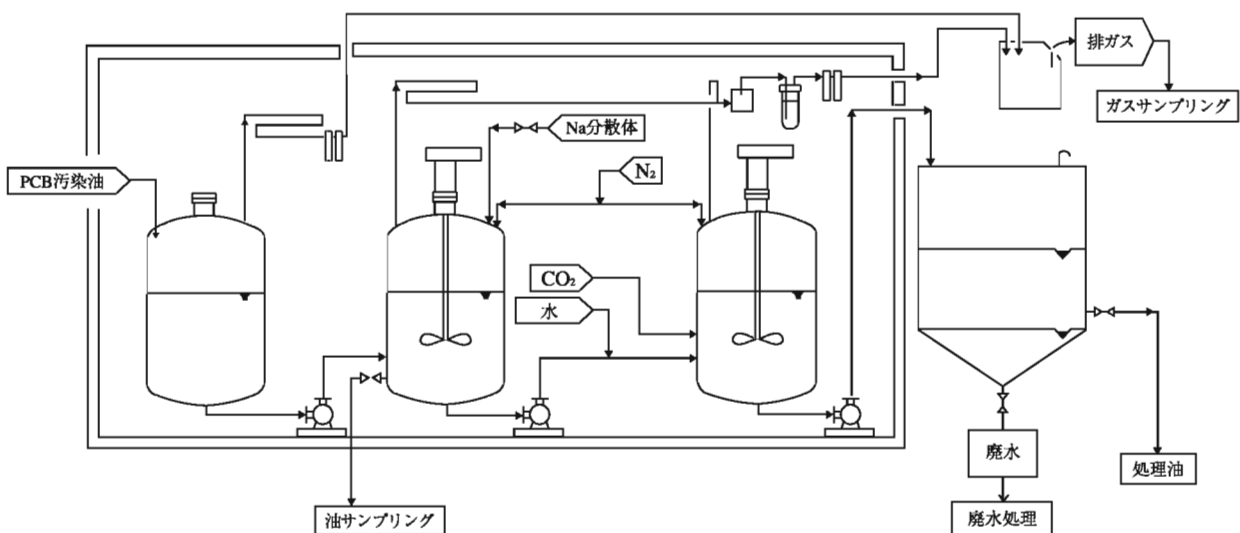 排ガス
ガスサンプリング
Na分散体
PCB汚染油
N₂
CO₂
水
廃水
処理油
油サンプリング
廃水処理